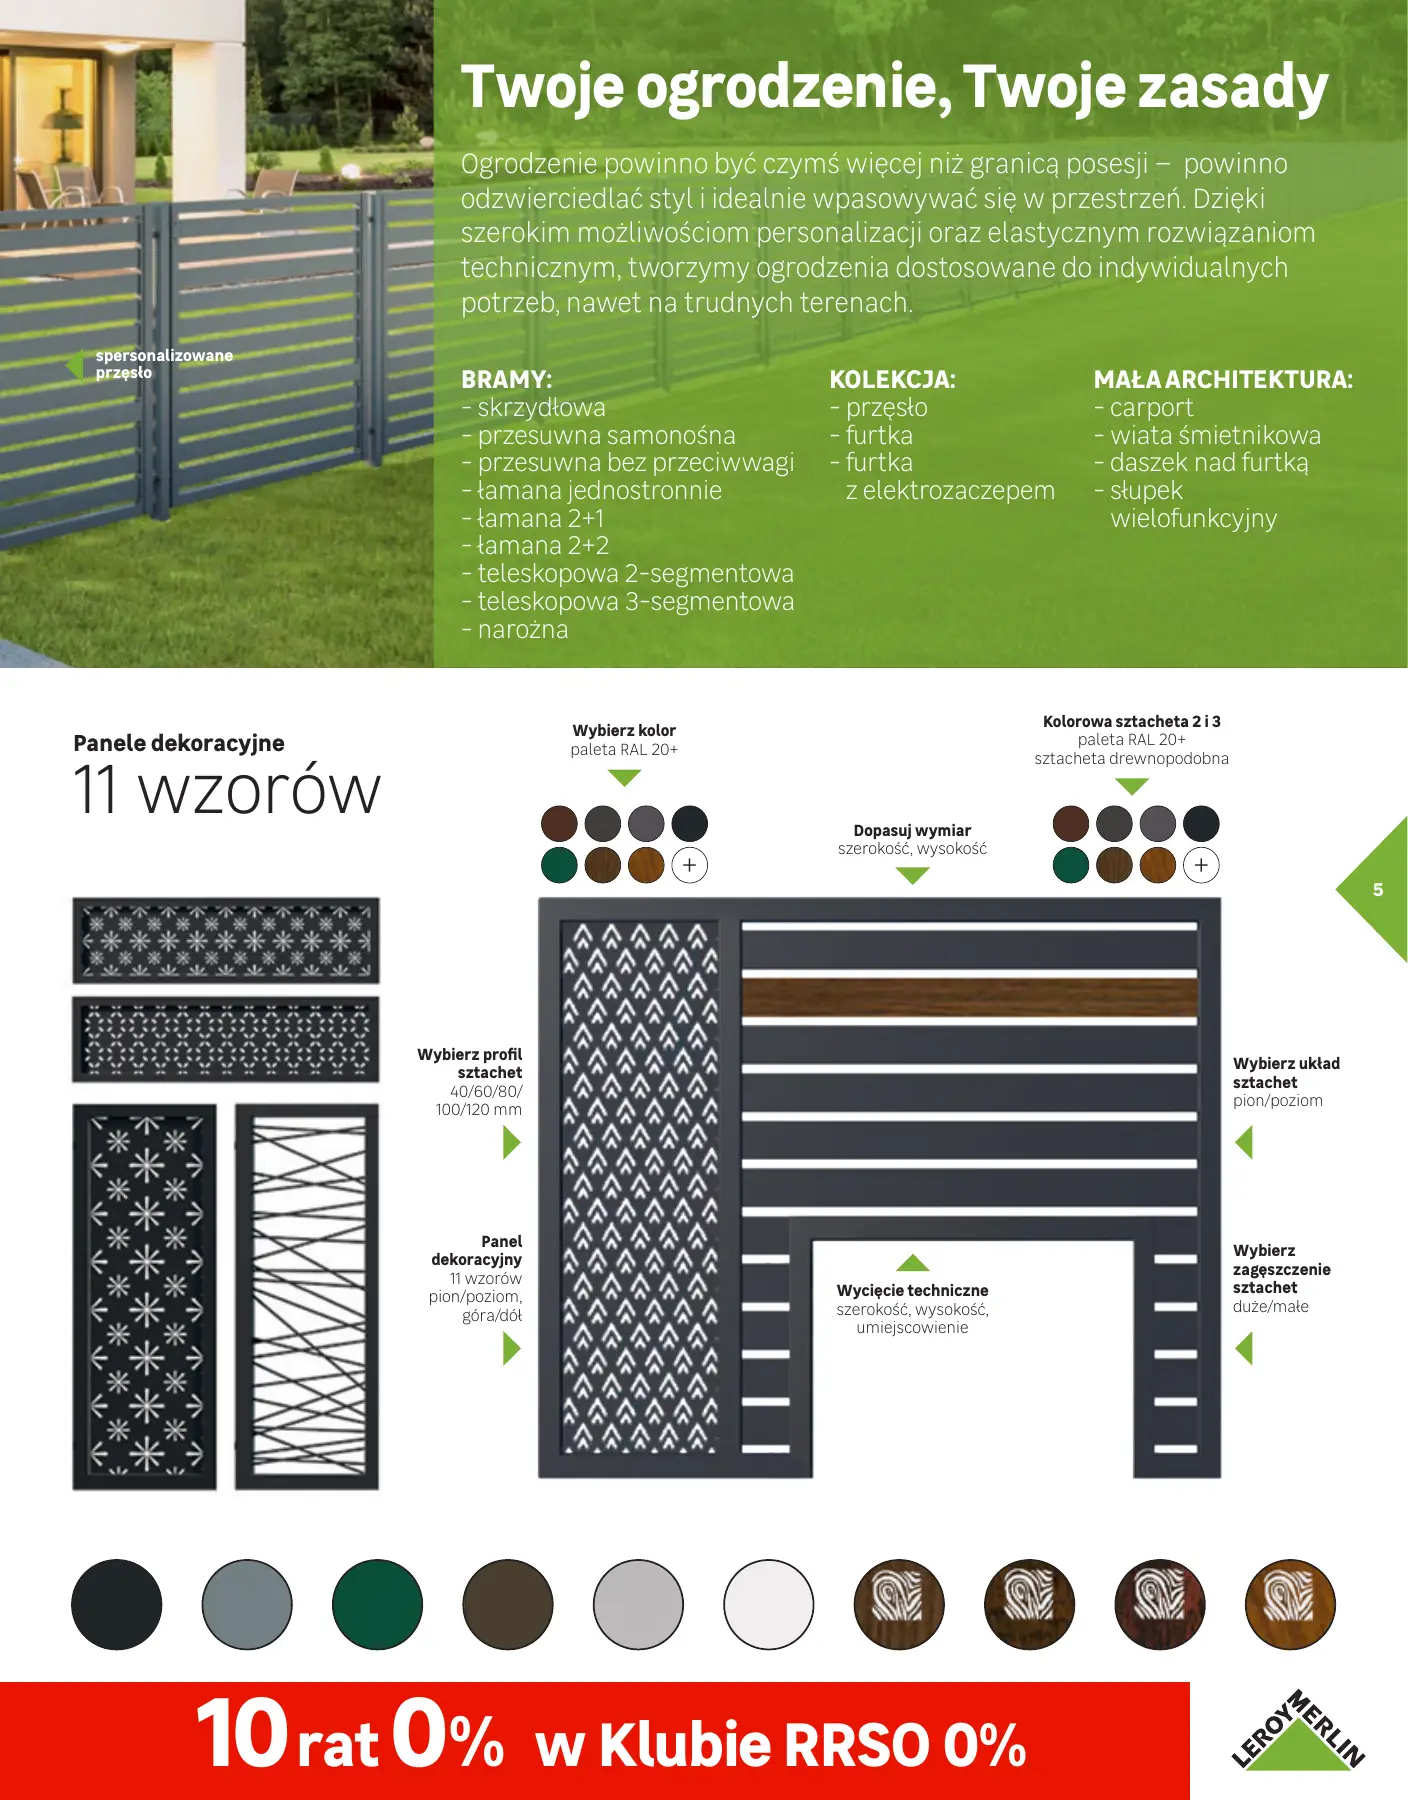 Twoje ogrodzenie, Twoje zasady
Ogrodzenie powinno być czymś więcej niż granicą posesji – powinno
odzwierciedlać styl i idealnie wpasowywać się w przestrzeń. Dzięki
szerokim możliwościom personalizacji oraz elastycznym rozwiązaniom
technicznym, tworzymy ogrodzenia dostosowane do indywidualnych
potrzeb, nawet na trudnych terenach.
spersonalizowane
przęsło
BRAMY:
- skrzydłowa
- przesuwna samonośna
- przesuwna bez przeciwwagi
- łamana jednostronnie
- łamana 2+1
- łamana 2+2
- teleskopowa 2-segmentowa
- teleskopowa 3-segmentowa
- narożna
KOLEKCJA:
- przęsło
- furtka
- furtka
z elektrozaczepem
MAŁA ARCHITEKTURA:
- carport
- wiata śmietnikowa
- daszek nad furtką
- słupek
wielofunkcyjny
Panele dekoracyjne
11 wzorów
Wybierz kolor
paleta RAL 20+
+
Dopasuj wymiar
szerokość, wysokość
Kolorowa sztacheta 2 i 3
paleta RAL 20+
sztacheta drewnopodobna
+
5
Wybierz profil
sztachet
40/60/80/
100/120 mm
Panel
dekoracyjny
11 wzorów
pion/poziom,
góra/dół
Wycięcie techniczne
szerokość, wysokość,
umiejscowienie
Wybierz układ
sztachet
pion/poziom
Wybierz
zagęszczenie
sztachet
duże/małe
10 rat 0% w Klubie RRSO 0%
LEROY MERLIN